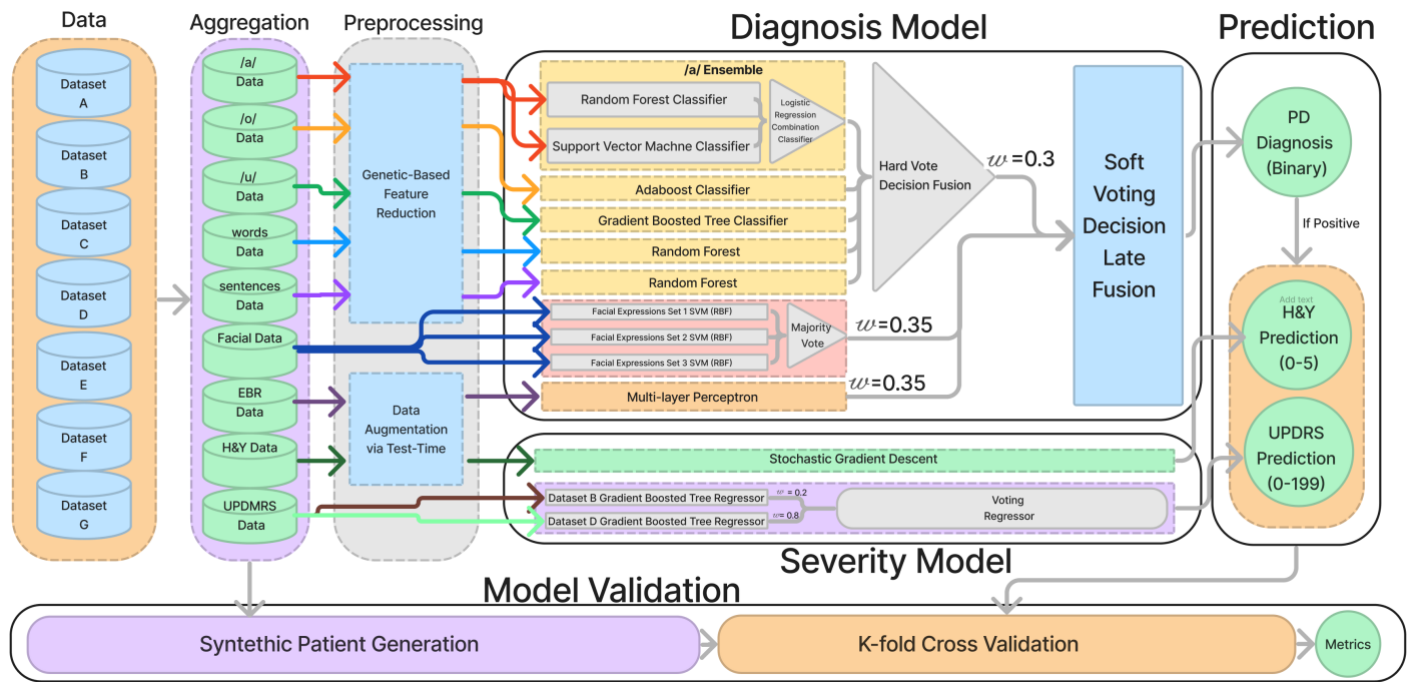 Data
Aggregation
Preprocessing
Diagnosis Model
Prediction
Dataset
A
Dataset
B
Dataset
C
Dataset
D
Dataset
E
Dataset
F
Dataset
G
/a/
Data
/o/
Data
/u/
Data
words
Data
sentences
Data
Facial Data
EBR
Data
H&Y Data
UPDMRS
Data
Genetic-Based
Feature
Reduction
Data
Augmentation
via Test-Time
/a/ Ensemble
Random Forest Classifier
Support Vector Machne Classifier
Logistic
Regression
Combination
Classifier
Adaboost Classifier
Gradient Boosted Tree Classifier
Random Forest
Random Forest
Facial Expressions Set 1 SVM (RBF)
Facial Expressions Set 2 SVM (RBF)
Facial Expressions Set 3 SVM (RBF)
Majority
Vote
Multi-layer Perceptron
Hard Vote
Decision Fusion
w=0.3
w=0.35
w=0.35
Soft
Voting
Decision
Late
Fusion
Stochastic Gradient Descent
Dataset B Gradient Boosted Tree Regressor
w = 0.2
Dataset D Gradient Boosted Tree Regressor
w= 0.8
Voting
Regressor
Severity Model
PD
Diagnosis
(Binary)
If Positive
Add text
H&Y
Prediction
(0-5)
UPDRS
Prediction
(0-199)
Model Validation
Syntethic Patient Generation
K-fold Cross Validation
Metrics